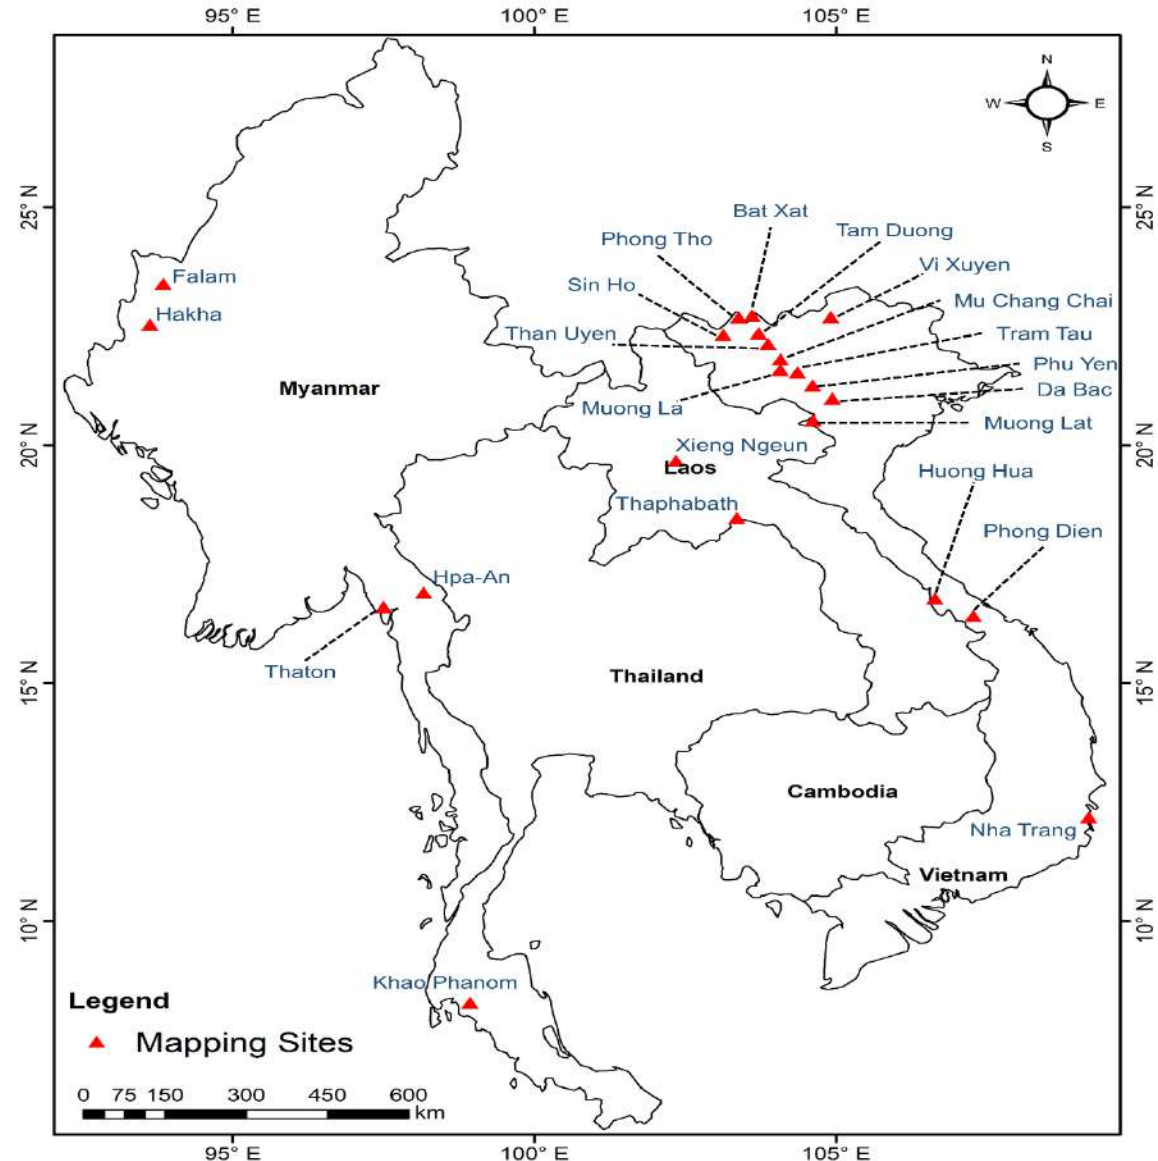 95° E 100° E 105° E
N
W E
S
25° N 25° N
Bat Xat
Phong Tho
Tam Duong
Vi Xuyen
Falam
Sin Ho
Mu Chang Chai
Hakha
Than Uyen
Tram Tau
Phu Yen
Myanmar
Da Bac
Muong La
Muong Lat
20° N 20° N
Xieng Ngeun
Laos
Huong Hua
Thaphabath
Phong Dien
Hpa-An
Thaton
Thailand
15° N 15° N
Cambodia
Nha Trang
Vietnam
10° N 10° N
Khao Phanom
Legend
Mapping Sites
0 75 150 300 450 600
km
95° E 100° E 105° E